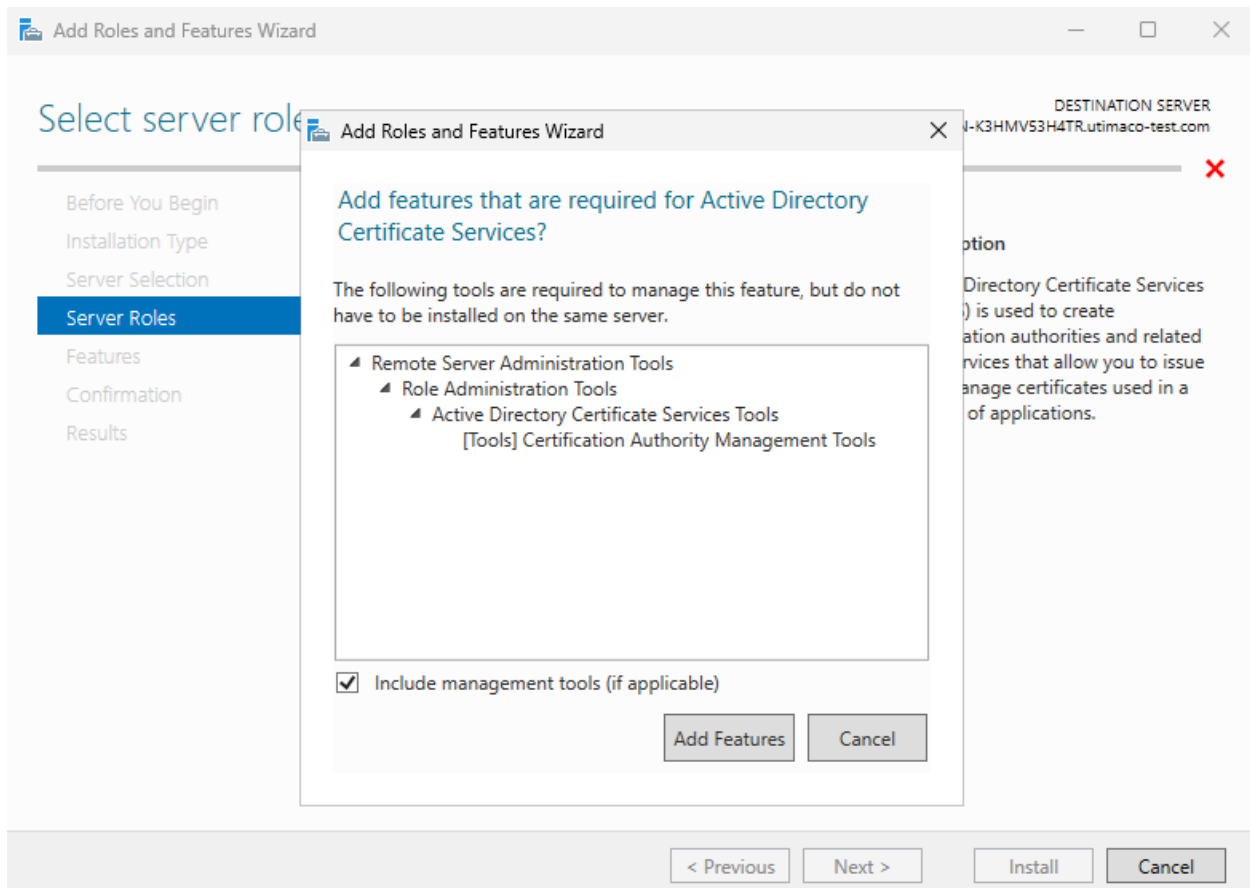 Add Roles and Features Wizard
Select server role
DESTINATION SERVER
N-K3HMV53H4TR.utimaco-test.com
Before You Begin
Installation Type
Server Selection
Server Roles
Features
Confirmation
Results
Add Roles and Features Wizard
Add features that are required for Active Directory
Certificate Services?
The following tools are required to manage this feature, but do not
have to be installed on the same server.
Remote Server Administration Tools
Role Administration Tools
Active Directory Certificate Services Tools
[Tools] Certification Authority Management Tools
Include management tools (if applicable)
Add Features
Cancel
ption
Directory Certificate Services
) is used to create
ation authorities and related
rvices that allow you to issue
anage certificates used in a
of applications.
< Previous
Next >
Install
Cancel